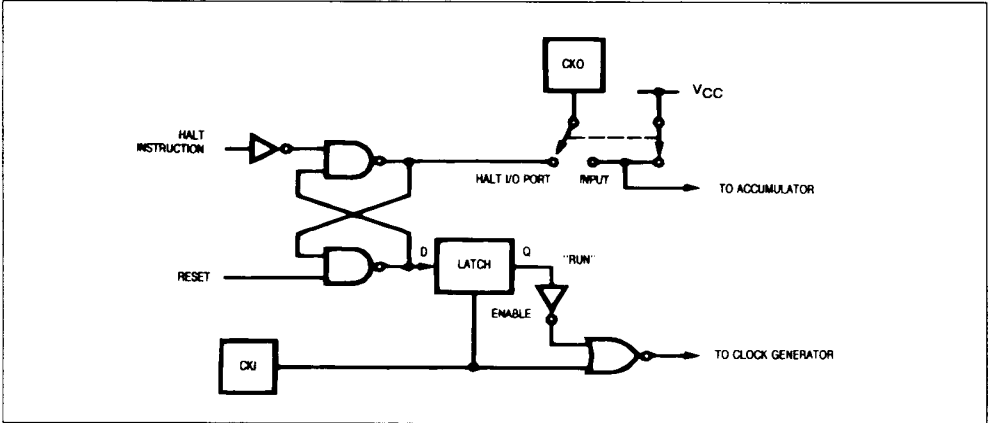 CKO
VCC
HALT
INSTRUCTION
HALT I/O PORT
INPUT
TO ACCUMULATOR
D
LATCH
Q
"RUN"
RESET
ENABLE
CKI
TO CLOCK GENERATOR